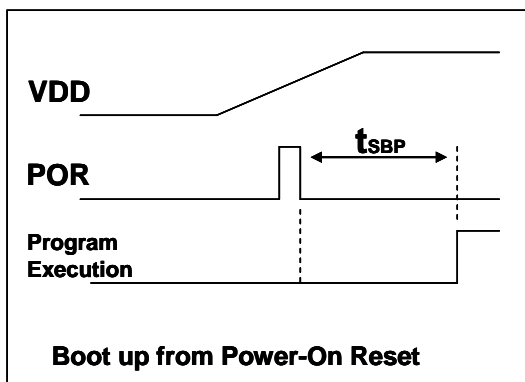 VDD
tSBP
POR
Program
Execution
Boot up from Power-On Reset